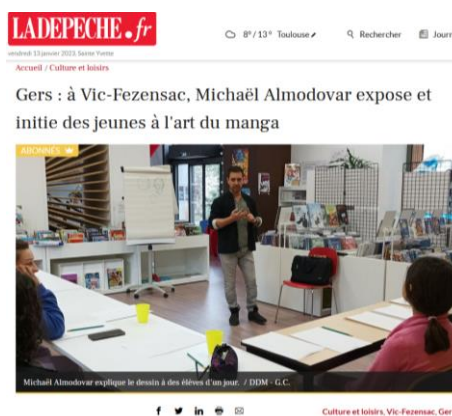 LADEPECHE.fr
8°/13° Toulouse
Rechercher
Journ
vendredi 13 janvier 2023, Sainte Yvette
Accueil / Culture et loisirs
Gers : à Vic-Fezensac, Michaël Almodovar expose et
initie des jeunes à l'art du manga
ABONNÉS
Michaël Almodovar explique le dessin à des élèves d'un jour. / DDM - G.C.
Culture et loisirs, Vic-Fezensac, Ger